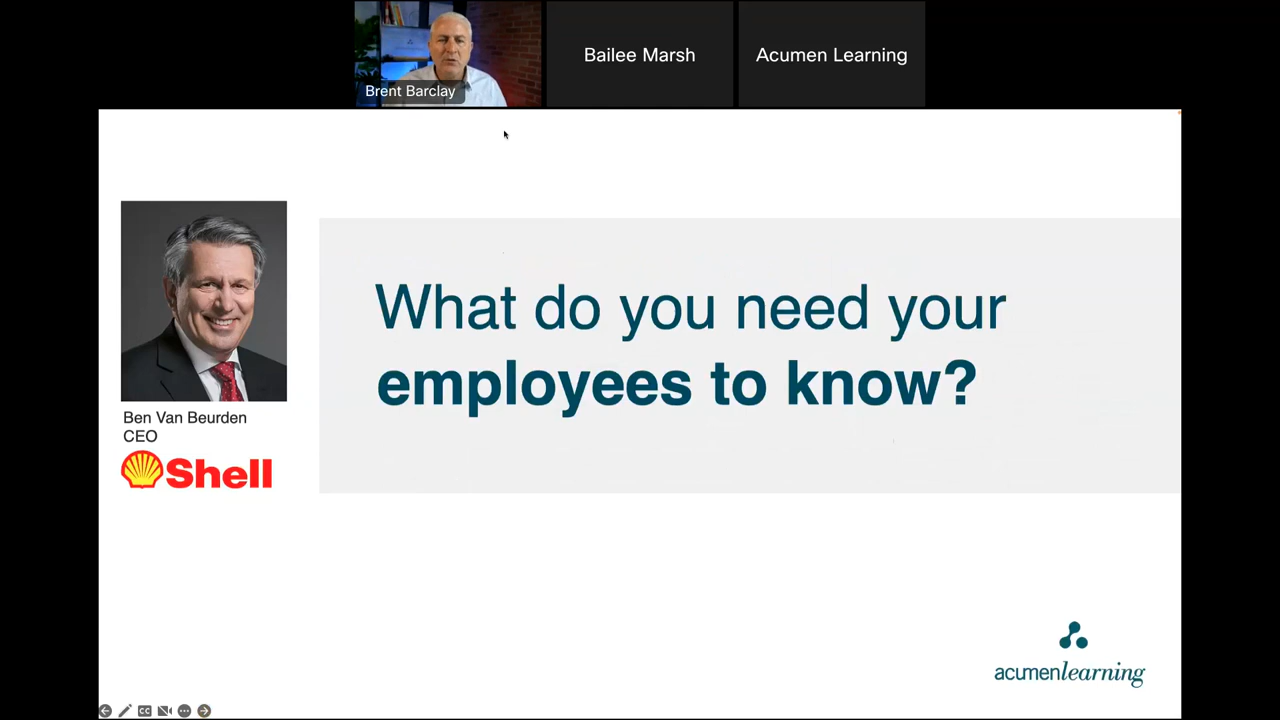 Brent Barclay
Bailee Marsh
Acumen Learning
What do you need your
employees to know?
Ben Van Beurden
CEO
Shell
acumenlearning
CC